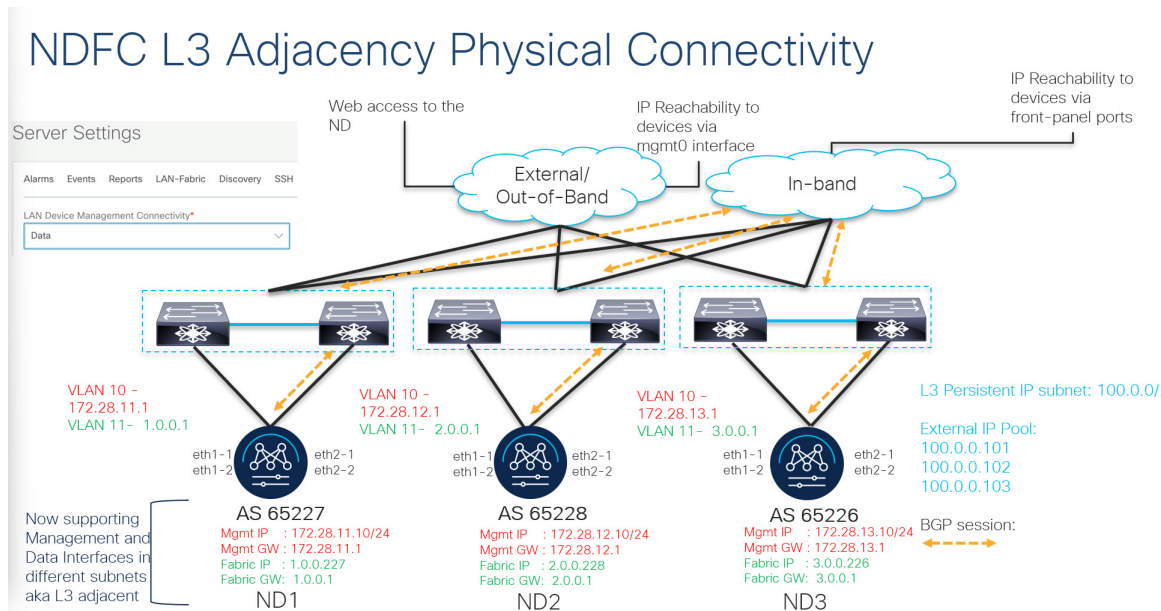 NDFC L3 Adjacency Physical Connectivity
Server Settings
Alarms Events Reports LAN-Fabric Discovery SSH
LAN Device Management Connectivity*
Data
Web access to the
ND
IP Reachability to
devices via
mgmt0 interface
IP Reachability to
devices via
front-panel ports
External/
Out-of-Band
In-band
VLAN 10 -
172.28.11.1
VLAN 11- 1.0.0.1
VLAN 10 -
172.28.12.1
VLAN 11- 2.0.0.1
VLAN 10 -
172.28.13.1
VLAN 11- 3.0.0.1
L3 Persistent IP subnet: 100.0.0/
External IP Pool:
100.0.0.101
100.0.0.102
100.0.0.103
BGP session:
eth1-1
eth1-2
eth2-1
eth2-2
eth1-1
eth1-2
eth2-1
eth2-2
eth1-1
eth1-2
eth2-1
eth2-2
Now supporting
Management and
Data Interfaces in
different subnets
aka L3 adjacent
AS 65227
Mgmt IP : 172.28.11.10/24
Mgmt GW : 172.28.11.1
Fabric IP : 1.0.0.227
Fabric GW: 1.0.0.1
ND1
AS 65228
Mgmt IP : 172.28.12.10/24
Mgmt GW : 172.28.12.1
Fabric IP : 2.0.0.228
Fabric GW: 2.0.0.1
ND2
AS 65226
Mgmt IP : 172.28.13.10/24
Mgmt GW : 172.28.13.1
Fabric IP : 3.0.0.226
Fabric GW: 3.0.0.1
ND3